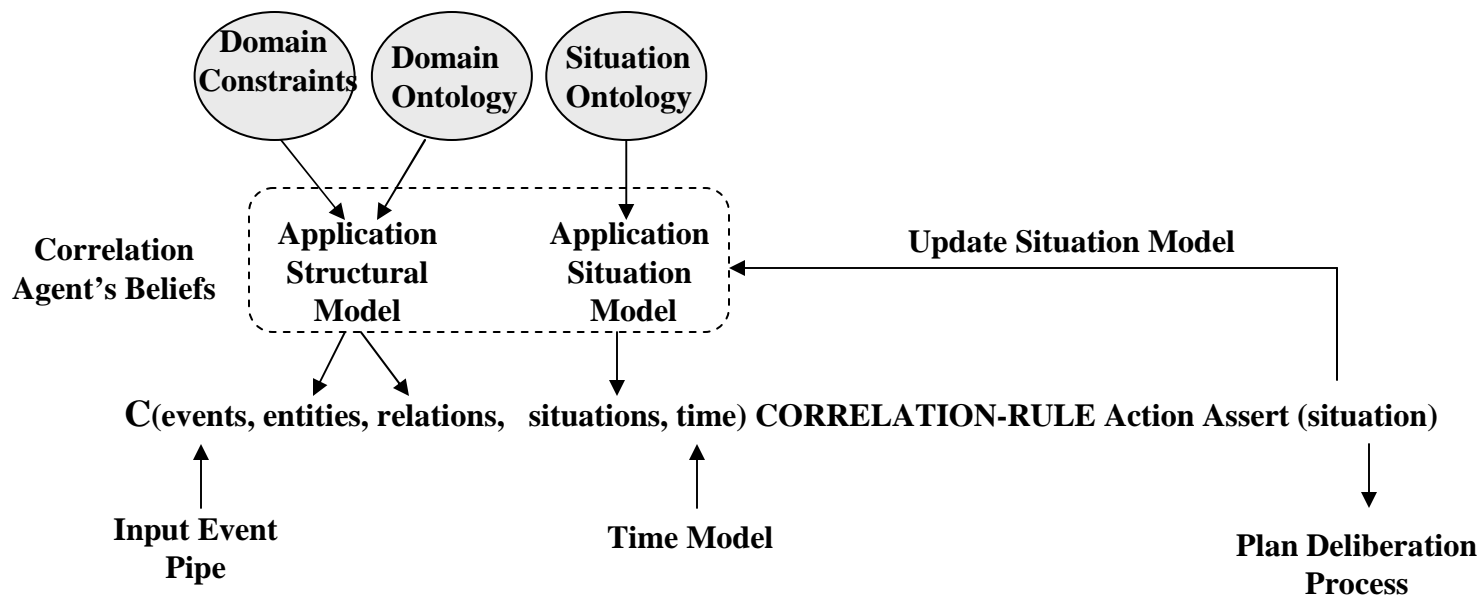 Domain
Constraints
Domain
Ontology
Situation
Ontology
Correlation
Agent’s Beliefs
Application
Structural
Model
Application
Situation
Model
Update Situation Model
C(events, entities, relations, situations, time) CORRELATION-RULE Action Assert (situation)
Input Event
Pipe
Time Model
Plan Deliberation
Process